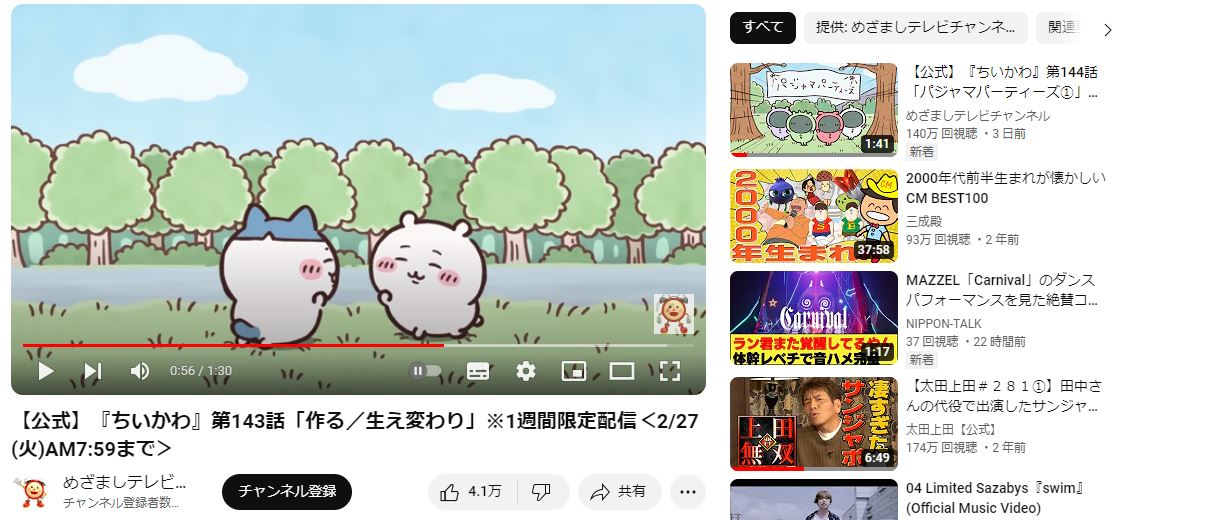 0:56 / 1:30
【公式】『ちいかわ』第143話「作る／生え変わり」※1週間限定配信＜2/27
(火)AM7:59まで＞
めざましテレビ...
チャンネル登録者数...
チャンネル登録
4.1万
共有
すべて
提供: めざましテレビチャンネ...
関連
パジャマパーティーズ
1:41
【公式】『ちいかわ』第144話
「パジャマパーティーズ①」...
めざましテレビチャンネル
140万 回視聴 ・3 日前
新着
2000
年生まれ
CM
37:58
2000年代前半生まれが懐かしい
CM BEST100
三成殿
93万 回視聴 ・2 年前
Carnival
ラン君また覚醒してるやん
体幹レベチで音ハメ完璧
1:17
MAZZEL「Carnival」のダンス
パフォーマンスを見た絶賛コ...
NIPPON-TALK
37 回視聴 ・22 時間前
新着
凄すぎた
サンジャポ
上田
無双
6:49
【太田上田＃２８１①】田中さ
んの代役で出演したサンジャ...
太田上田【公式】
174万 回視聴 ・2 年前
04 Limited Sazabys『swim』
(Official Music Video)